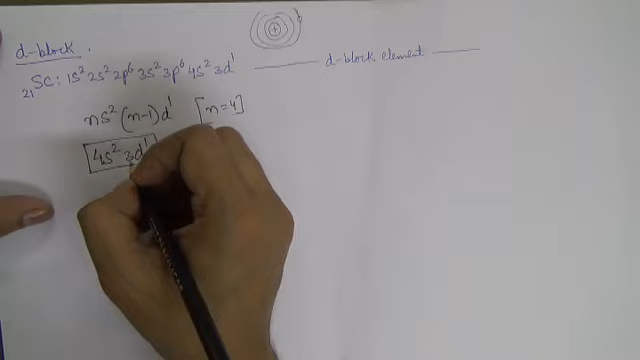 d-block.
₂₁Sc: 1s² 2s² 2p⁶ 3s² 3p⁶ 4s² 3d¹ —— d-block element ——
ns² (n-1)d¹ [n=4]
4s² 3d¹